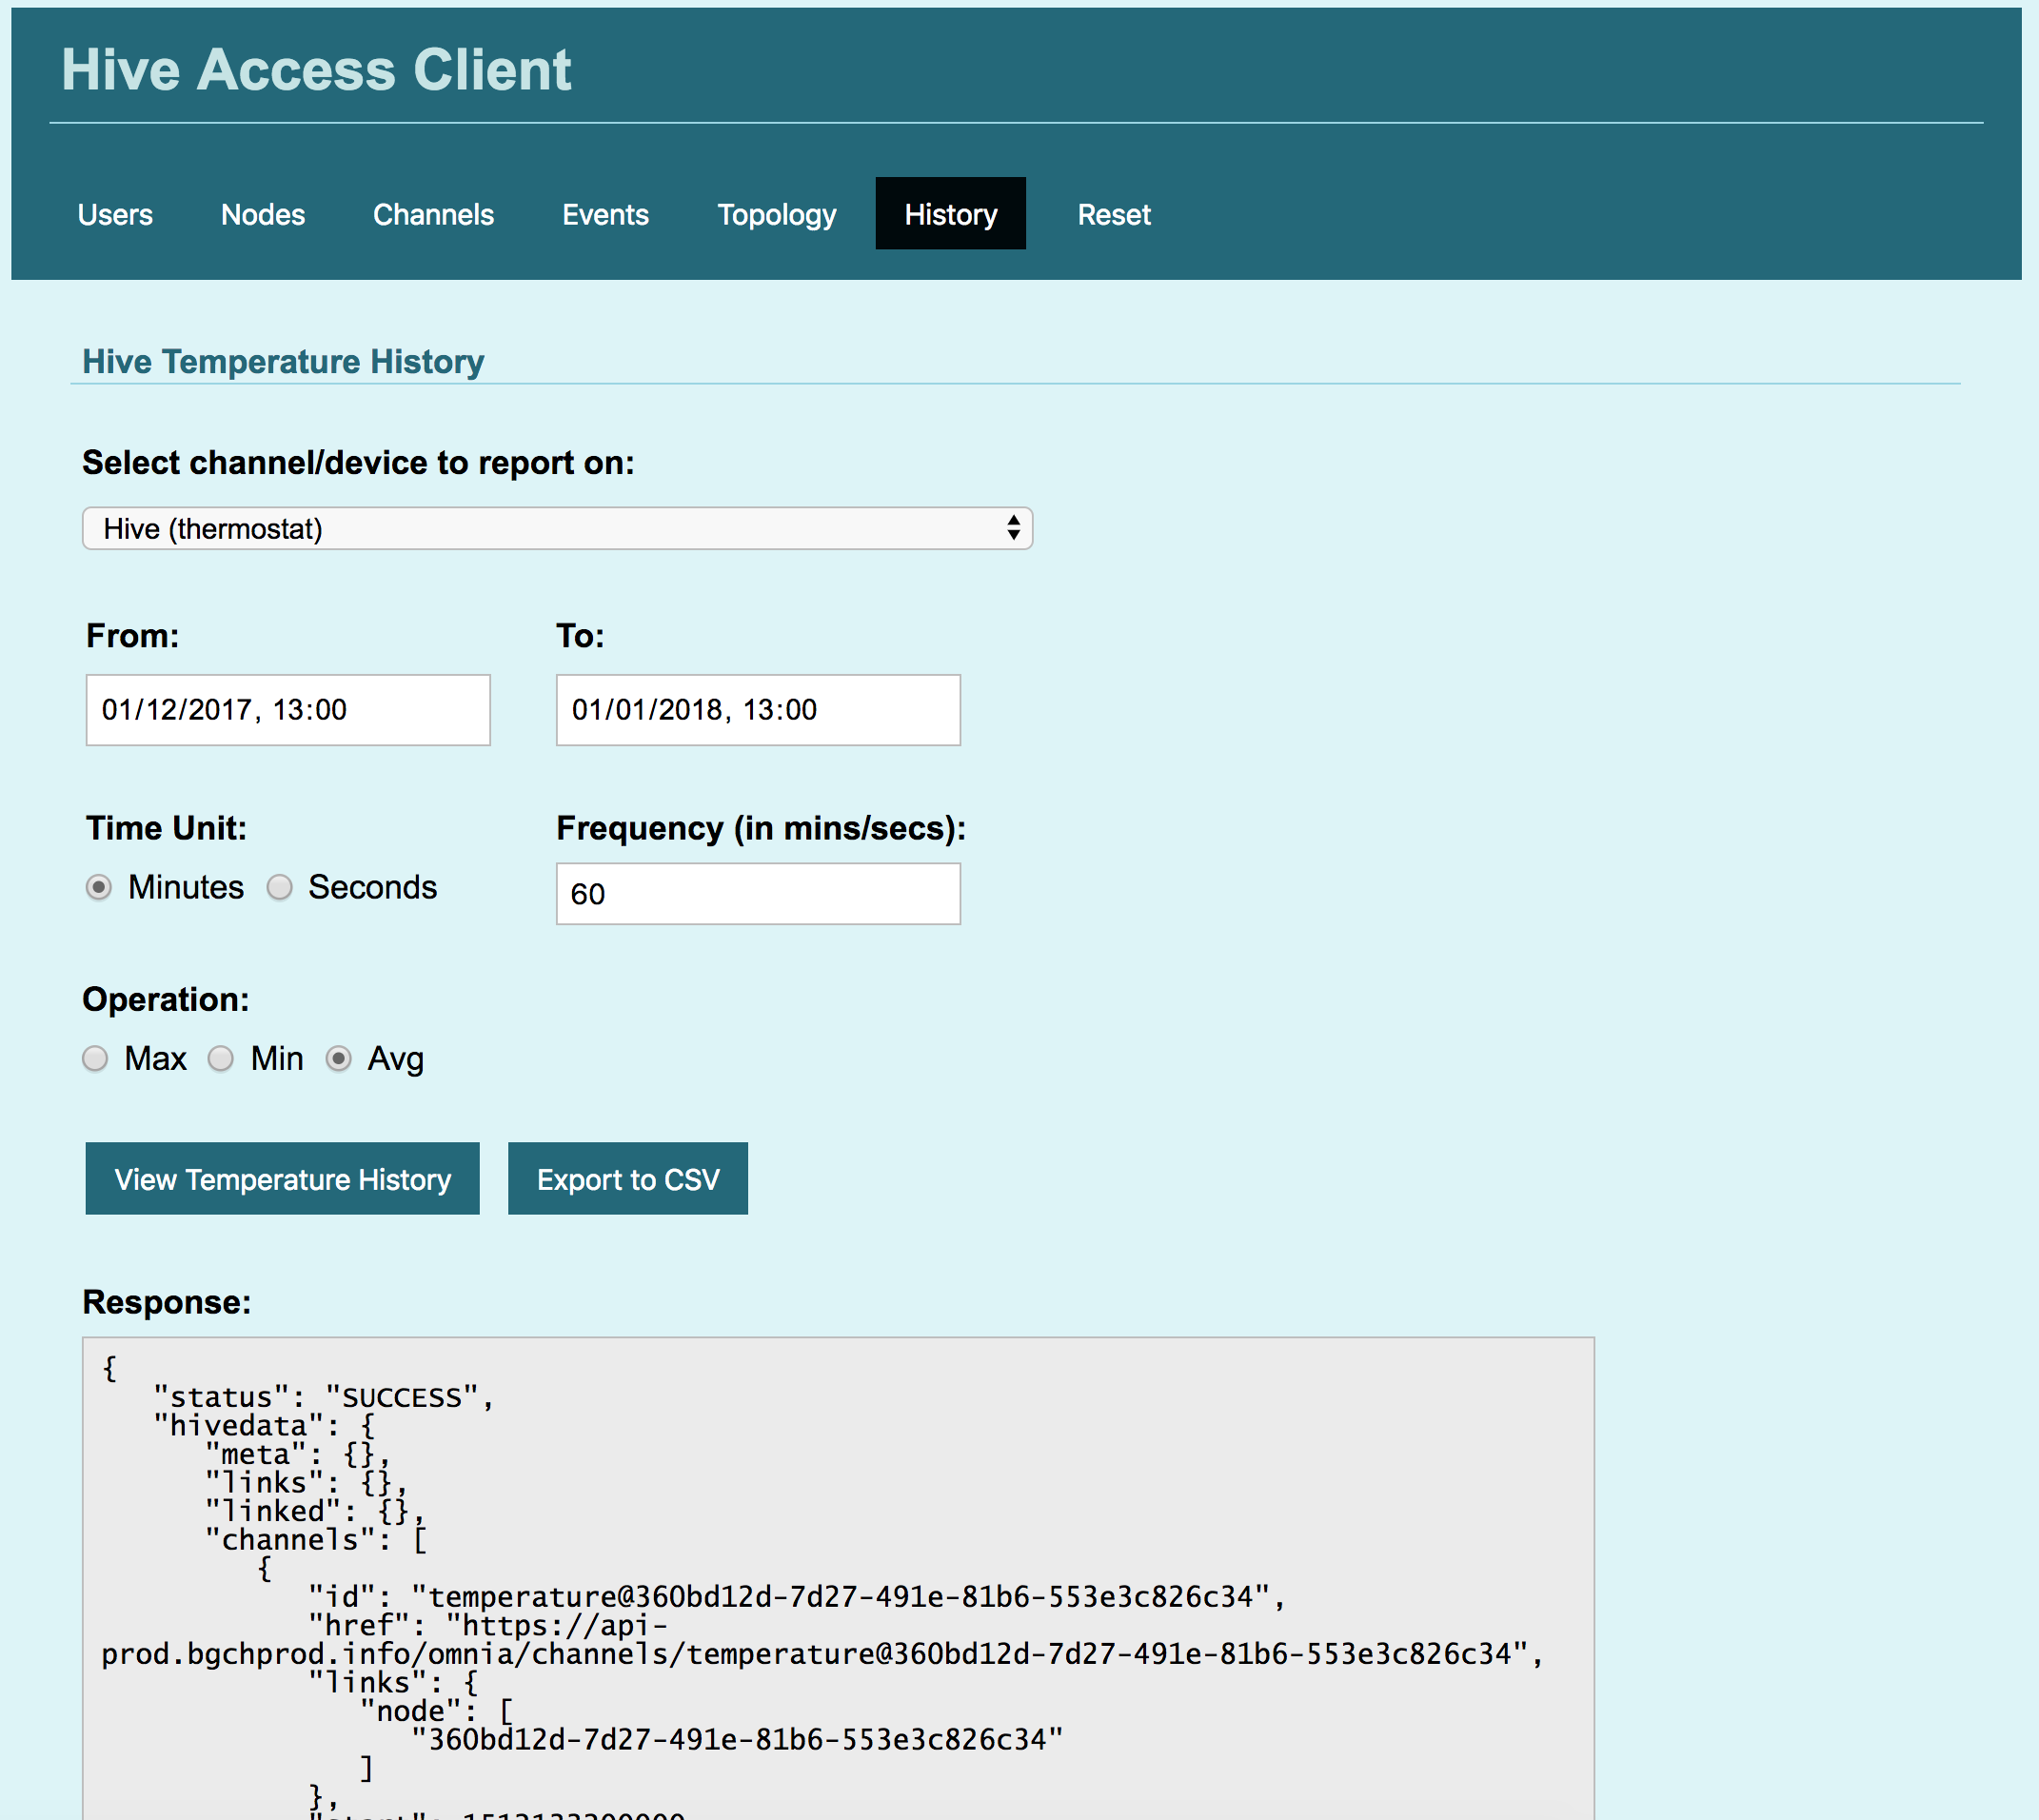 Hive Access Client
Users Nodes Channels Events Topology History Reset
Hive Temperature History
Select channel/device to report on:
Hive (thermostat)
From: To:
01/12/2017, 13:00 01/01/2018, 13:00
Time Unit: Frequency (in mins/secs):
Minutes Seconds
60
Operation:
Max Min Avg
View Temperature History Export to CSV
Response:
{
"status": "SUCCESS",
"hivedata": {
"meta": {},
"links": {},
"linked": {},
"channels": [
{
"id": "temperature@360bd12d-7d27-491e-81b6-553e3c826c34",
"href": "https://api-
prod.bgchprod.info/omnia/channels/temperature@360bd12d-7d27-491e-81b6-553e3c826c34",
"links": {
"node": [
"360bd12d-7d27-491e-81b6-553e3c826c34"
]
},